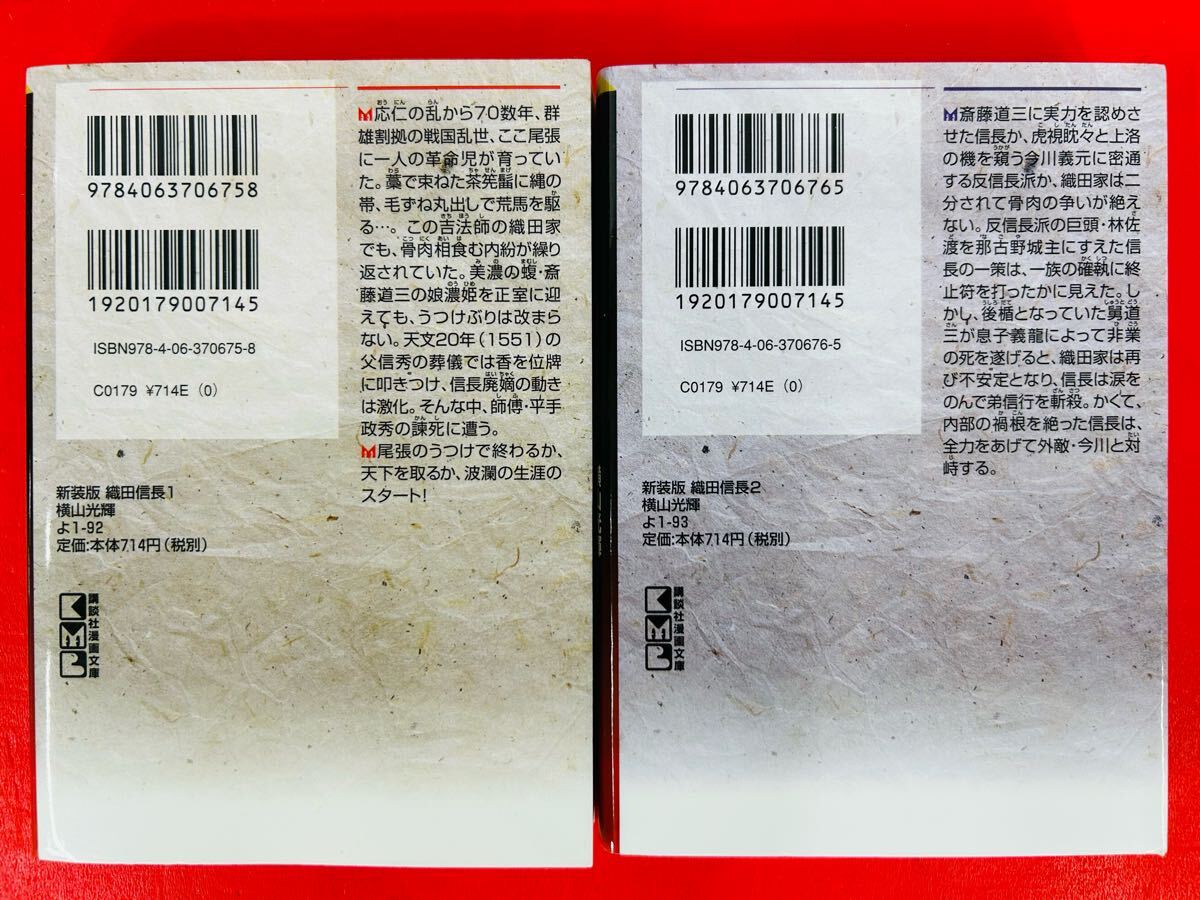 9784063706758
1920179007145
ISBN978-4-06-370675-8
C0179 ¥714E (0)
応仁の乱から70数年、群
雄割拠の戦国乱世、ここ尾張
に一人の革命児が育ってい
た。藁で束ねた茶筅髷に縄の
帯、毛ずね丸出しで荒馬を駆
る…。この吉法師の織田家
でも、骨肉相食む内紛が繰り
返されていた。美濃の蝮・斎
藤道三の娘濃姫を正室に迎
えても、うつけぶりは改まら
ない。天文20年(1551)の
父信秀の葬儀では香を位牌
に叩きつけ、信長廃嫡の動き
は激化。そんな中、師傅・平手
政秀の諫死に遭う。
尾張のうつけで終わるか、
天下を取るか、波瀾の生涯の
スタート!
新装版 織田信長1
横山光輝
よ1-92
定価:本体714円(税別)
KMB
講談社漫画文庫
9784063706765
1920179007145
ISBN978-4-06-370676-5
C0179 ¥714E (0)
斎藤道三に実力を認めさ
せた信長か、虎視眈々と上洛
の機を窺う今川義元に密通
する反信長派か、織田家は二
分されて骨肉の争いが絶え
ない。反信長派の巨頭・林佐
渡を那古野城主にすえた信
長の一策は、一族の確執に終
止符を打ったかに見えた。し
かし、後楯となっていた舅道
三が息子義龍によって非業
の死を遂げると、織田家は再
び不安定となり、信長は涙を
のんで弟信行を斬殺。かくて、
内部の禍根を絶った信長は、
全力をあげて外敵・今川と対
峙する。
新装版 織田信長2
横山光輝
よ1-93
定価:本体714円(税別)
KMB
講談社漫画文庫